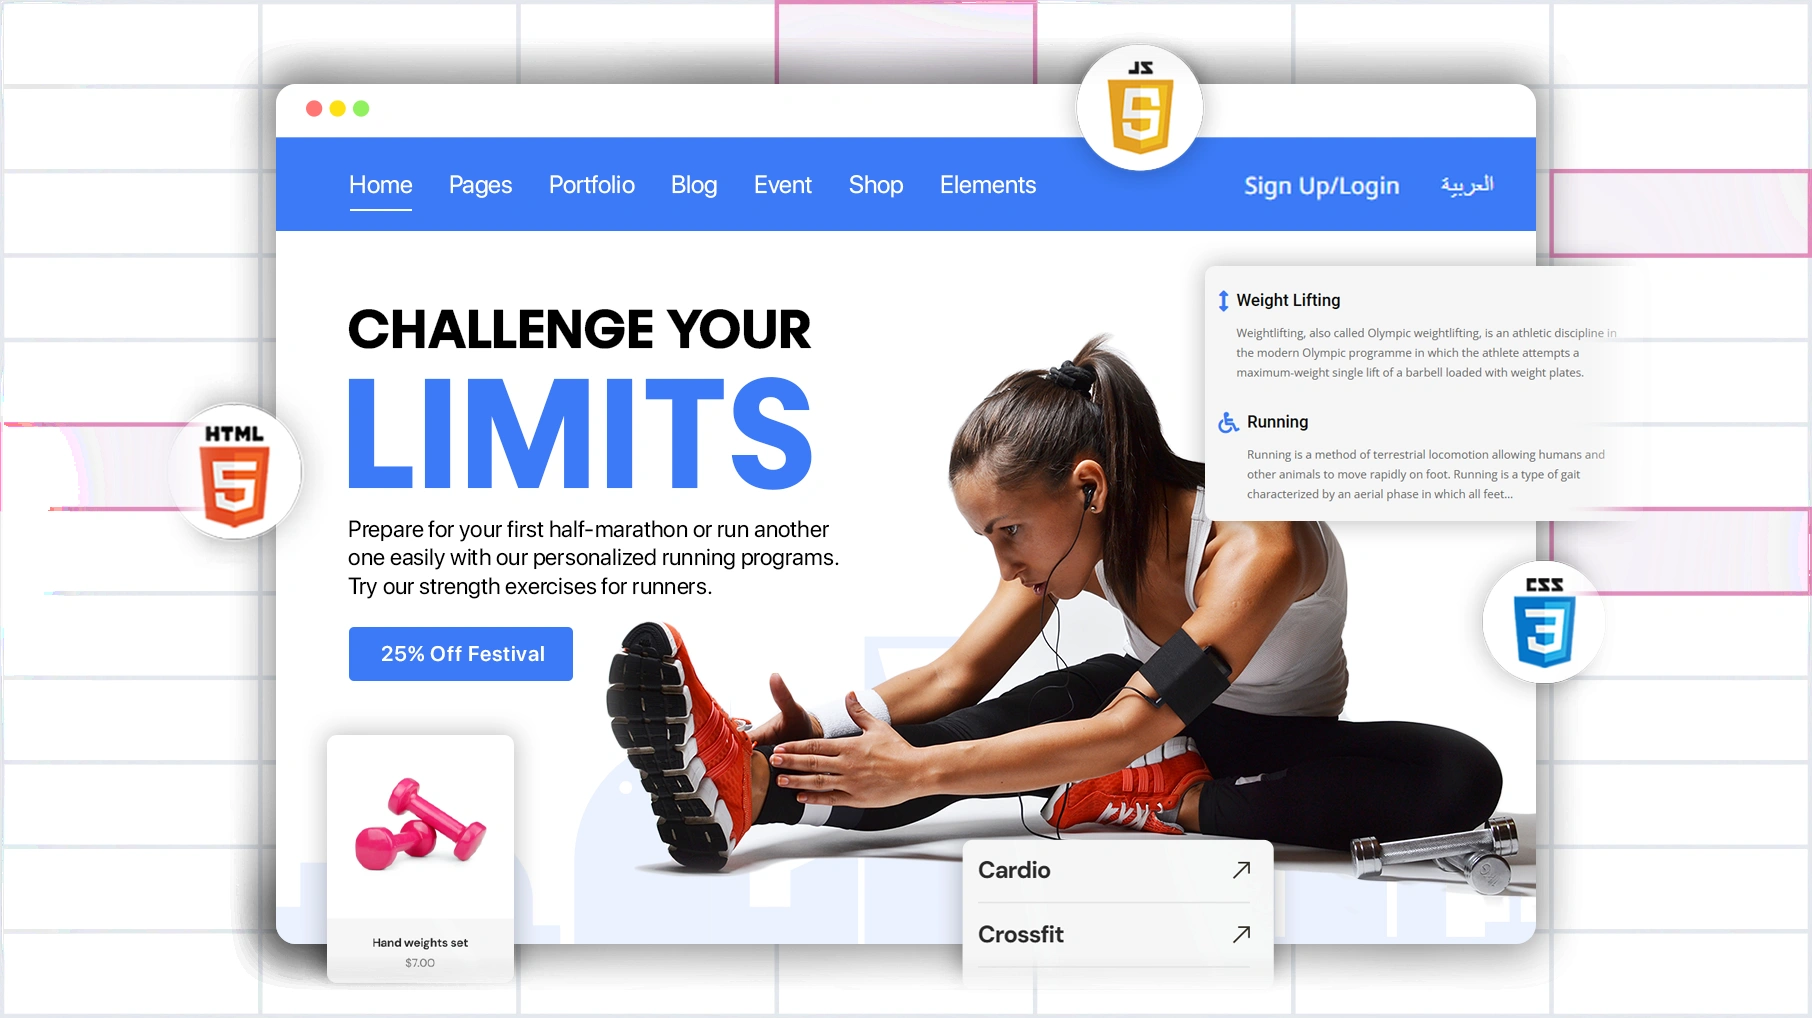 JS
Home Pages Portfolio Blog Event Shop Elements Sign Up/Login العربية
CHALLENGE YOUR
LIMITS
Prepare for your first half-marathon or run another
one easily with our personalized running programs.
Try our strength exercises for runners.
25% Off Festival
Weight Lifting
Weightlifting, also called Olympic weightlifting, is an athletic discipline in
the modern Olympic programme in which the athlete attempts a
maximum-weight single lift of a barbell loaded with weight plates.
Running
Running is a method of terrestrial locomotion allowing humans and
other animals to move rapidly on foot. Running is a type of gait
characterized by an aerial phase in which all feet...
HTML
5
CSS
3
Hand weights set
$7.00
Cardio
Crossfit